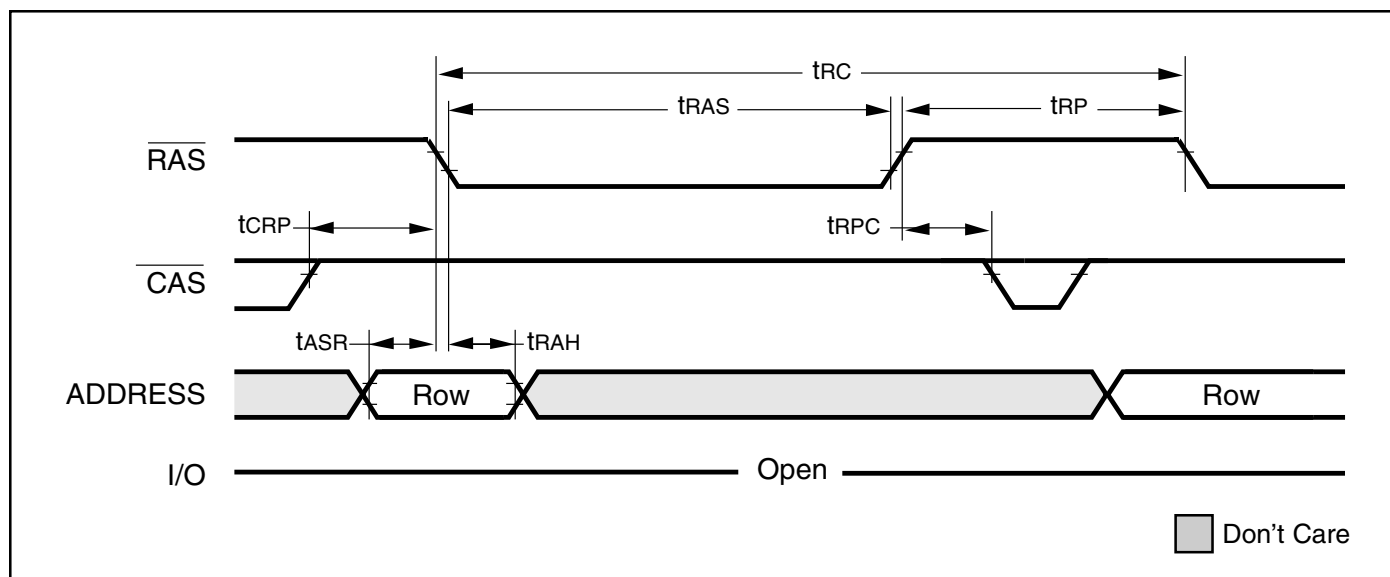 tRC
tRAS
tRP
RAS
tCRP
tRPC
CAS
tASR
tRAH
ADDRESS
Row
Row
I/O
Open
Don't Care